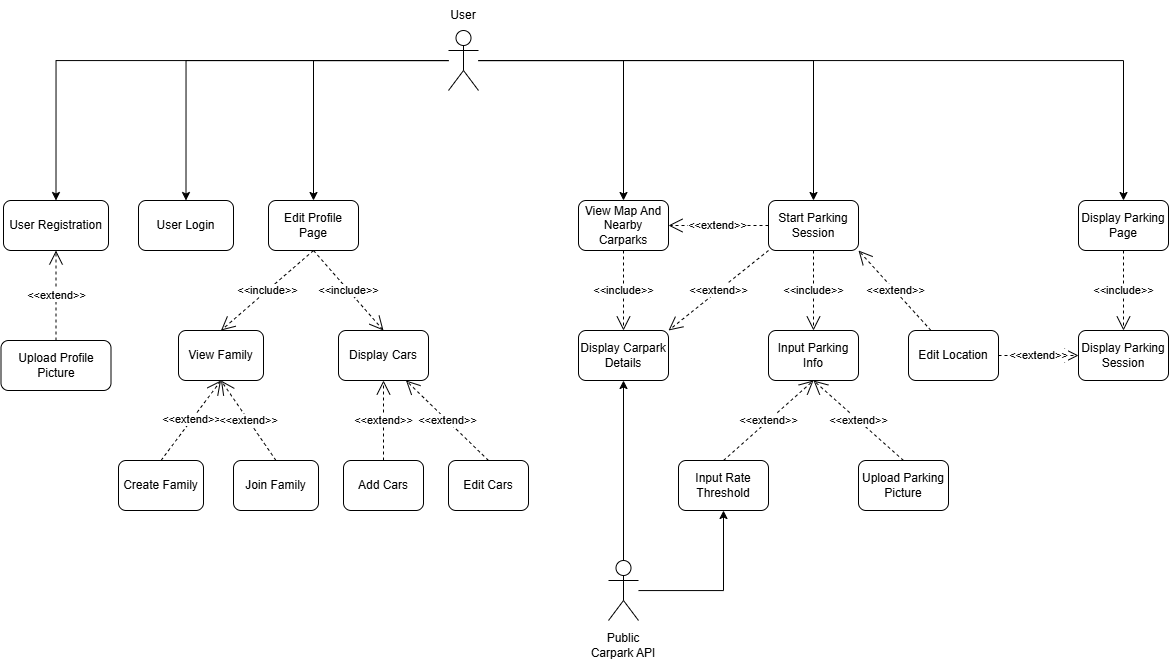 User
User Registration
User Login
Edit Profile
Page
View Map And
Nearby
Carparks
<<extend>>
Start Parking
Session
Display Parking
Page
<<extend>>
<<include>>
<<include>>
<<include>>
<<extend>>
<<include>>
<<extend>>
<<include>>
Upload Profile
Picture
View Family
Display Cars
Display Carpark
Details
Input Parking
Info
Edit Location
<<extend>>
Display Parking
Session
<<extend>>
<<extend>>
<<extend>>
<<extend>>
<<extend>>
<<extend>>
Create Family
Join Family
Add Cars
Edit Cars
Input Rate
Threshold
Upload Parking
Picture
Public
Carpark API